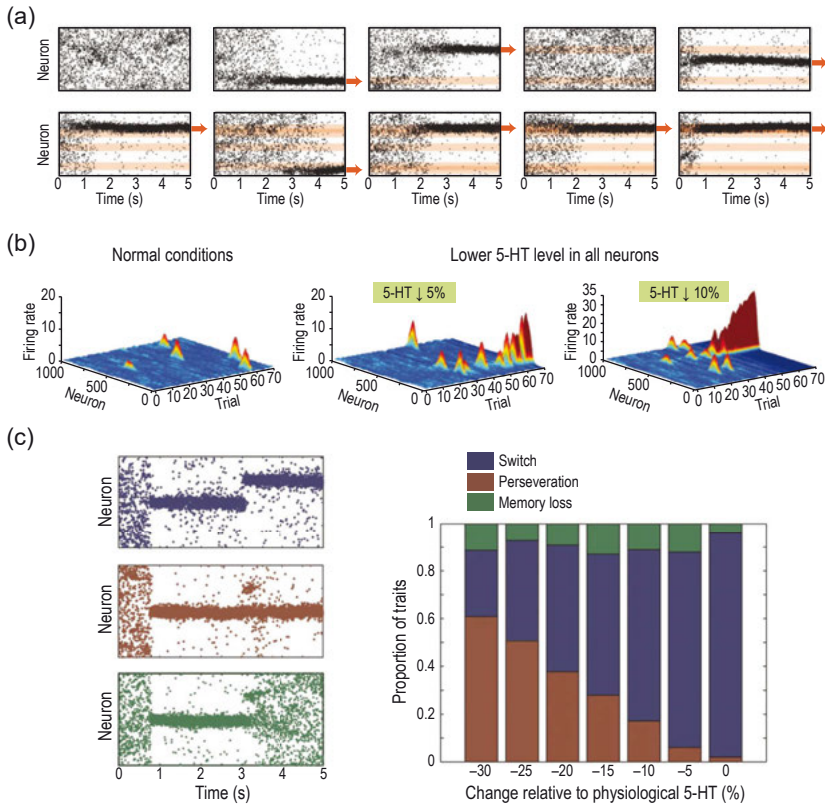 (a)
Neuron
Neuron
0 1 2 3 4 5 0 1 2 3 4 5 0 1 2 3 4 5 0 1 2 3 4 5 0 1 2 3 4 5
Time (s) Time (s) Time (s) Time (s) Time (s)
(b)
Normal conditions
Lower 5-HT level in all neurons
5-HT ↓ 5%
5-HT ↓ 10%
Firing rate
20
10
0
1000
500
0
Neuron
0 10 20 30 40 50 60 70
Trial
Firing rate
20
10
0
1000
500
0
Neuron
0 10 20 30 40 50 60 70
Trial
Firing rate
35
25
15
10
5
0
1000
500
0
Neuron
0 10 20 30 40 50 60 70
Trial
(c)
Neuron
Neuron
Neuron
0 1 2 3 4 5
Time (s)
Switch
Perseveration
Memory loss
Proportion of traits
1
0.8
0.6
0.4
0.2
0
–30 –25 –20 –15 –10 –5 0
Change relative to physiological 5-HT (%)